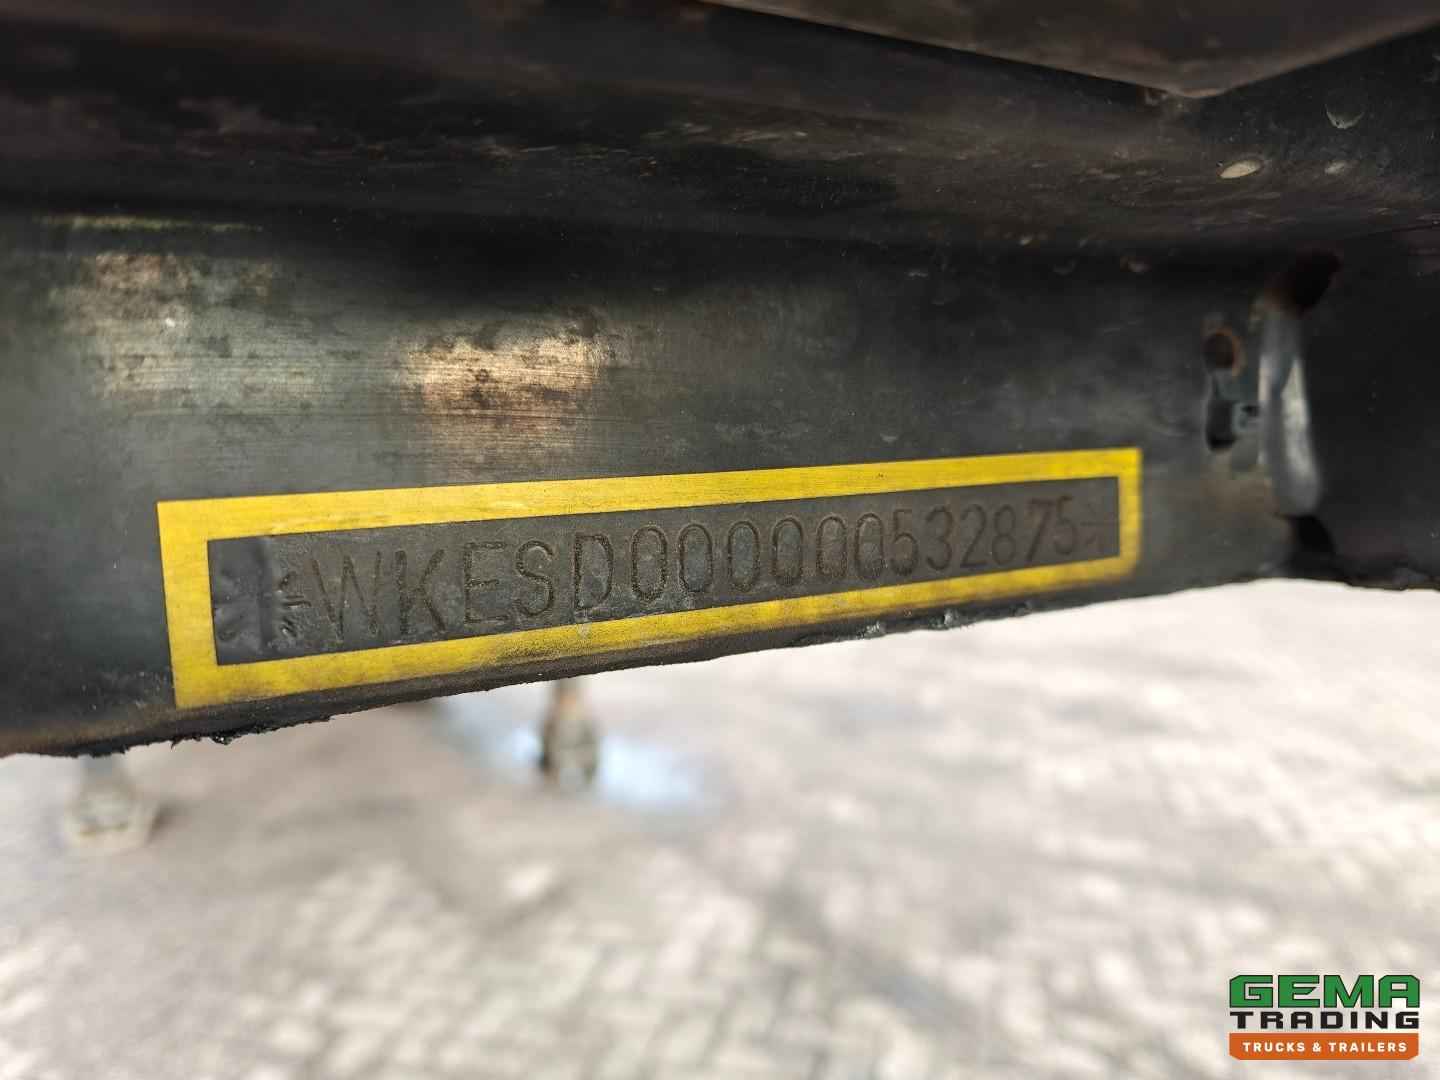 WKESD000000532875
GEMA
TRADING
TRUCKS & TRAILERS